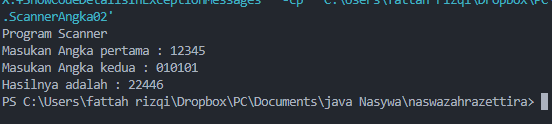 X:+ShowCodeDetailsInExceptionMessages' '-cp' 'C:\Users\fattah rizqi\Dropbox\PC
.ScannerAngka02'
Program Scanner
Masukan Angka pertama : 12345
Masukan Angka kedua : 010101
Hasilnya adalah : 22446
PS C:\Users\fattah rizqi\Dropbox\PC\Documents\java Nasywa\naswazahrazettira>